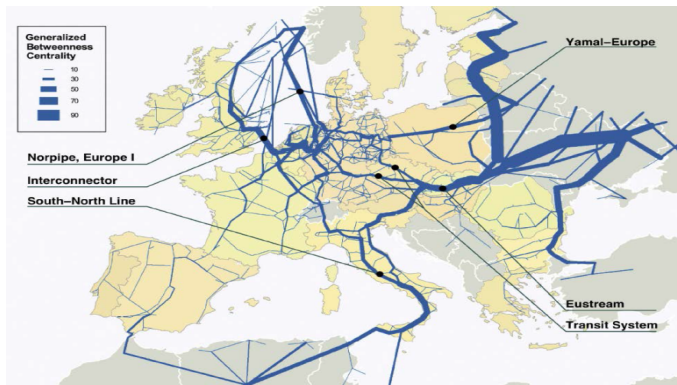 Generalized
Betweenness
Centrality
10
30
50
70
90
Yamal–Europe
Norpipe, Europe I
Interconnector
South–North Line
Eustream
Transit System